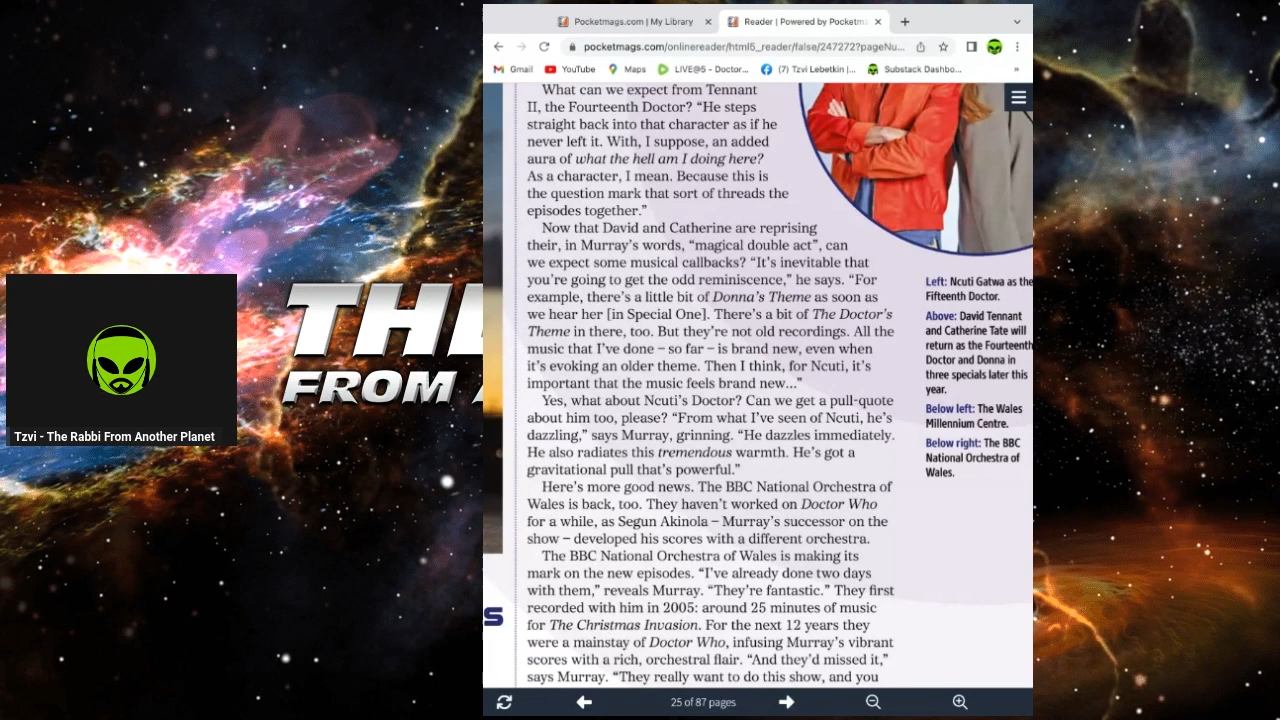 Pocketmags.com | My Library
Reader | Powered by Pocketm
pocketmags.com/onlinereader/html5_reader/false/247272?pageNu...
Gmail
YouTube
Maps
LIVE@5 - Doctor...
(7) Tzvi Lebetkin |...
Substack Dashbo...
»
What can we expect from Tennant
II, the Fourteenth Doctor? “He steps
straight back into that character as if he
never left it. With, I suppose, an added
aura of what the hell am I doing here?
As a character, I mean. Because this is
the question mark that sort of threads the
episodes together.”
Now that David and Catherine are reprising
their, in Murray’s words, “magical double act”, can
we expect some musical callbacks? “It’s inevitable that
you’re going to get the odd reminiscence,” he says. “For
example, there’s a little bit of Donna’s Theme as soon as
we hear her [in Special One]. There’s a bit of The Doctor’s
Theme in there, too. But they’re not old recordings. All the
music that I’ve done – so far – is brand new, even when
it’s evoking an older theme. Then I think, for Ncuti, it’s
important that the music feels brand new...”
Yes, what about Ncuti’s Doctor? Can we get a pull-quote
about him too, please? “From what I’ve seen of Ncuti, he’s
dazzling,” says Murray, grinning. “He dazzles immediately.
He also radiates this tremendous warmth. He’s got a
gravitational pull that’s powerful.”
Here’s more good news. The BBC National Orchestra of
Wales is back, too. They haven’t worked on Doctor Who
for a while, as Segun Akinola – Murray’s successor on the
show – developed his scores with a different orchestra.
The BBC National Orchestra of Wales is making its
mark on the new episodes. “I’ve already done two days
with them,” reveals Murray. “They’re fantastic.” They first
recorded with him in 2005: around 25 minutes of music
for The Christmas Invasion. For the next 12 years they
were a mainstay of Doctor Who, infusing Murray’s vibrant
scores with a rich, orchestral flair. “And they’d missed it,”
says Murray. “They really want to do this show, and you
Left: Ncuti Gatwa as the
Fifteenth Doctor.
Above: David Tennant
and Catherine Tate will
return as the Fourteenth
Doctor and Donna in
three specials later this
year.
Below left: The Wales
Millennium Centre.
Below right: The BBC
National Orchestra of
Wales.
S
25 of 87 pages
THE
FROM A
Tzvi - The Rabbi From Another Planet